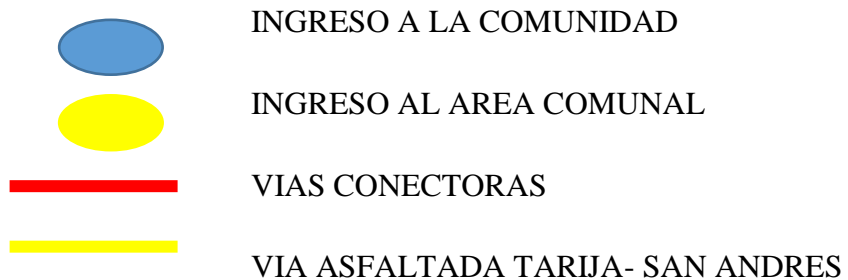 INGRESO A LA COMUNIDAD
INGRESO AL AREA COMUNAL
VIAS CONECTORAS
VIA ASFALTADA TARIJA- SAN ANDRES